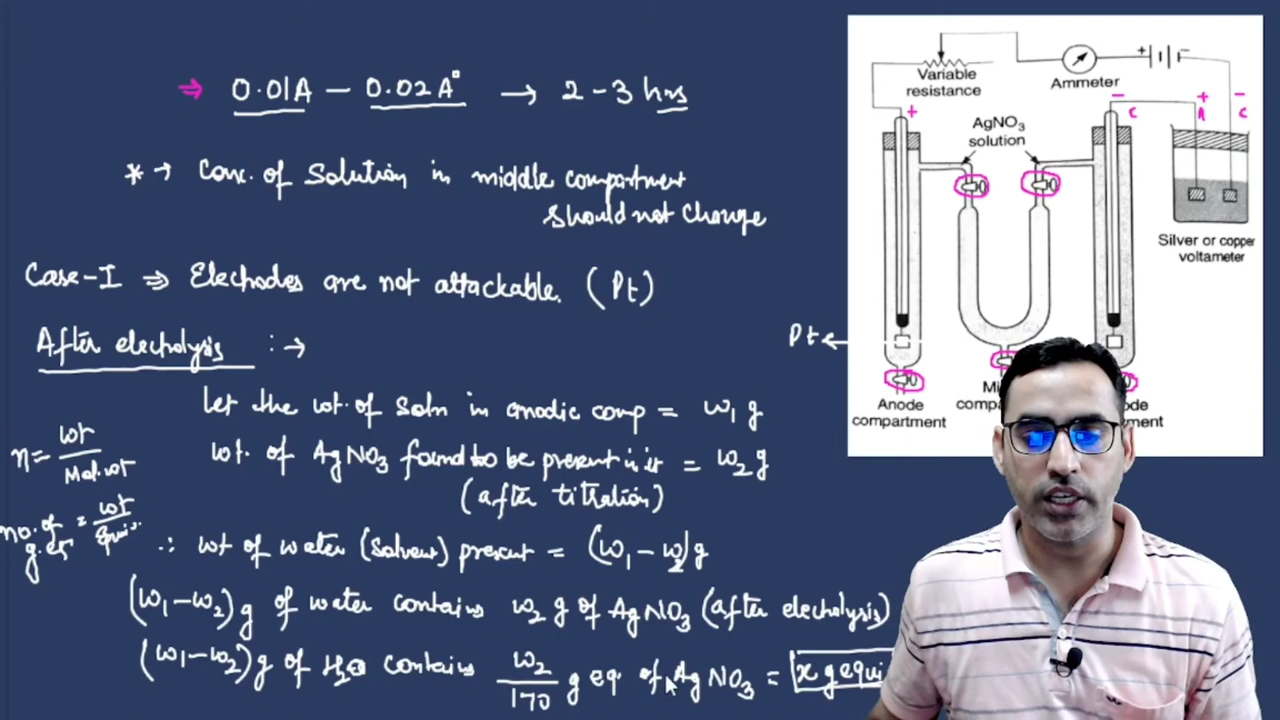 ⇒ 0.01A — 0.02A° → 2-3 hrs
* → Conc. of Solution in middle compartment
should not change
Case-I ⇒ Electrodes are not attackable. (Pt)
After electrolysis :→
Let the wt. of soln in anodic comp = w₁ g
wt. of AgNO₃ found to be present in it = w₂ g
(after titration)
n = wt / Mol. wt
no. of g. eq = wt / Equi.
∴ wt of water (solvent) present = (w₁ - w₂) g
(w₁-w₂) g of water contains w₂ g of AgNO₃ (after electrolysis)
(w₁-w₂) g of H₂O contains w₂/170 g eq. of AgNO₃ = x g equi
Variable
resistance
Ammeter
+ -
+
- C
+ A
- C
AgNO₃
solution
Silver or copper
voltameter
Pt ←
Anode
compartment
Mi
comp
ode
ment